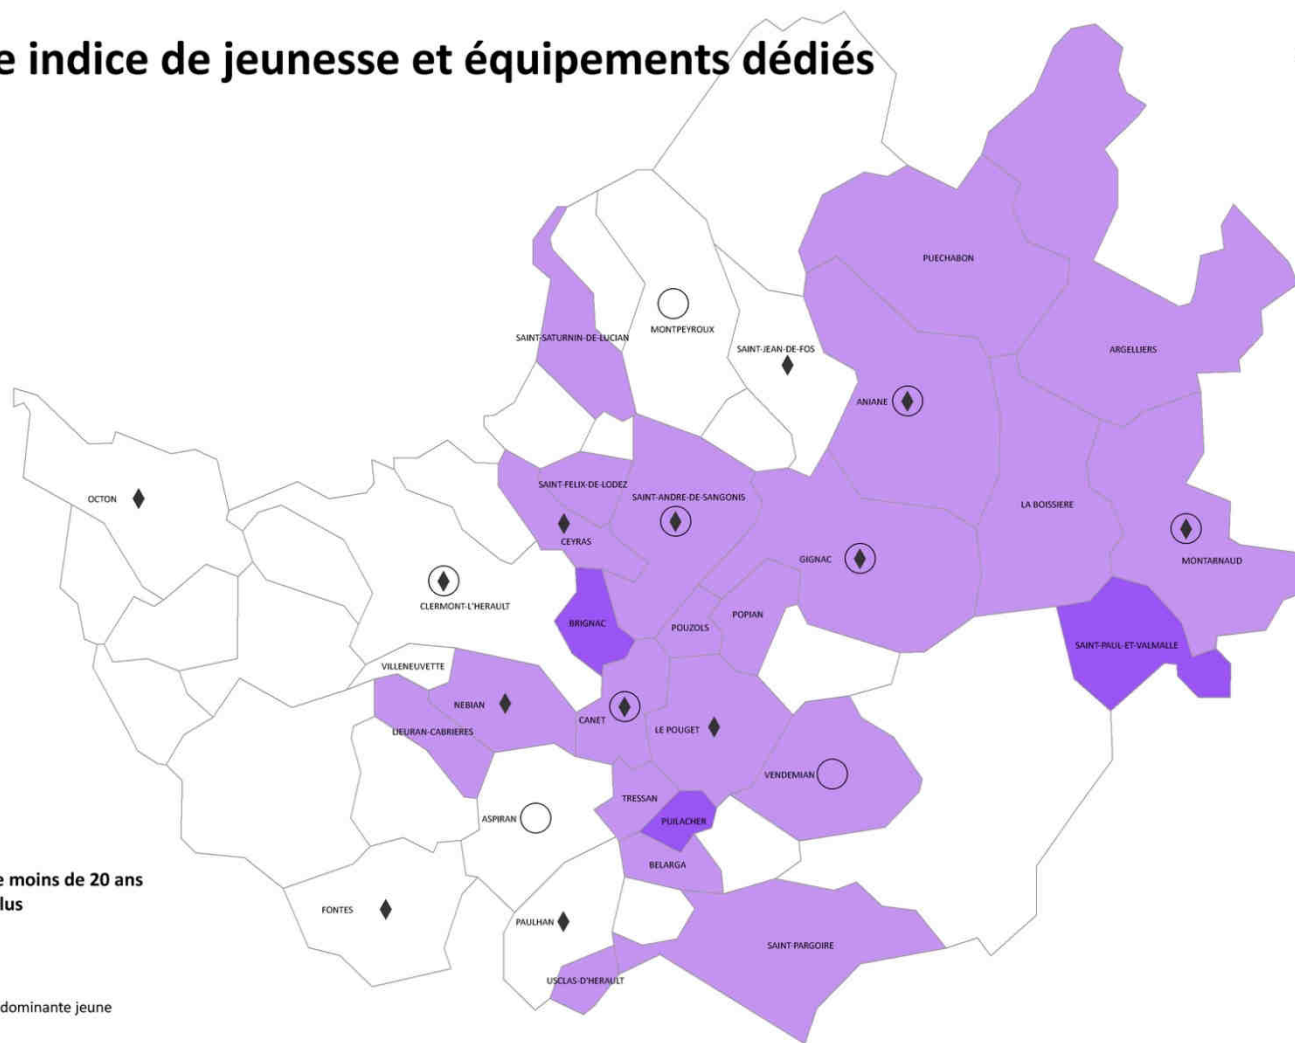 e indice de jeunesse et équipements dédiés
PUECHABON
SAINT-SATURNIN-DE-LUCIAN
MONTPEYROUX
SAINT-JEAN-DE-FOS
ARGELLIERS
ANIANE
OCTON
SAINT-FELIX-DE-LODEZ
SAINT-ANDRE-DE-SANGONIS
LA BOISSIERE
CEYRAS
GIGNAC
MONTARNAUD
CLERMONT-L'HERAULT
BRIGNAC
POUZOLS
POPIAN
SAINT-PAUL-ET-VALMALLE
VILLENEUVETTE
NEBIAN
CANET
LE POUGET
LIEURAN-CABRIERES
VENDEMIAN
TRESSAN
ASPIRAN
PUILACHER
BELARGA
e moins de 20 ans
lus
FONTES
PAULHAN
SAINT-PARGOIRE
USCLAS-D'HERAULT
dominante jeune